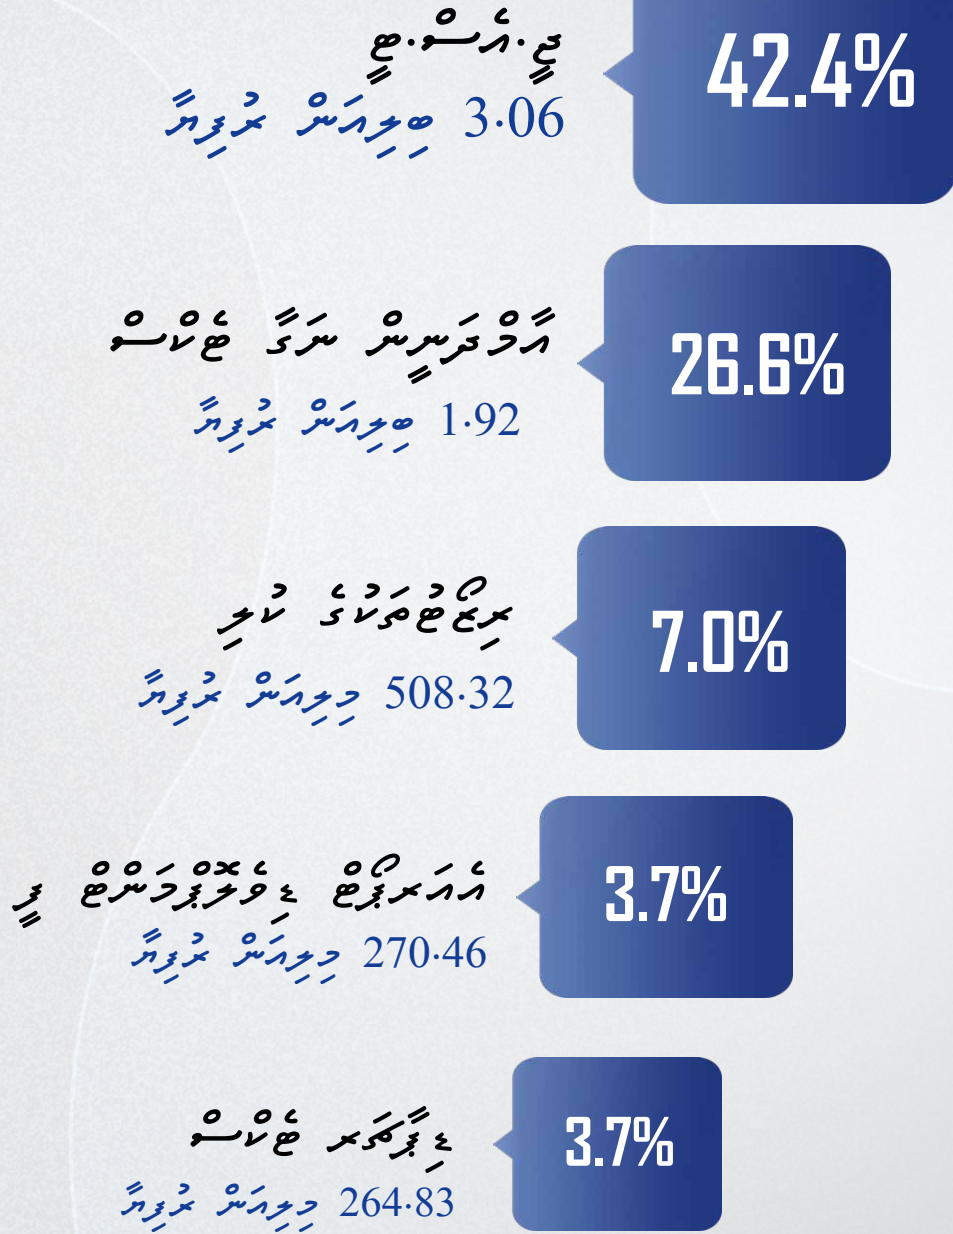 42.4%
ޖީ.އެސް.ޓީ
3.06 ބިލިއަން ރުފިޔާ
26.6%
އާމްދަނީން ނަގާ ޓެކްސް
1.92 ބިލިއަން ރުފިޔާ
7.0%
ރިޒޯޓުތަކުގެ ކުލި
508.32 މިލިއަން ރުފިޔާ
3.7%
އެއަރޕޯޓް ޑިވެލޮޕްމަންޓް ފީ
270.46 މިލިއަން ރުފިޔާ
3.7%
ޑިޕާޗަރ ޓެކްސް
264.83 މިލިއަން ރުފިޔާ